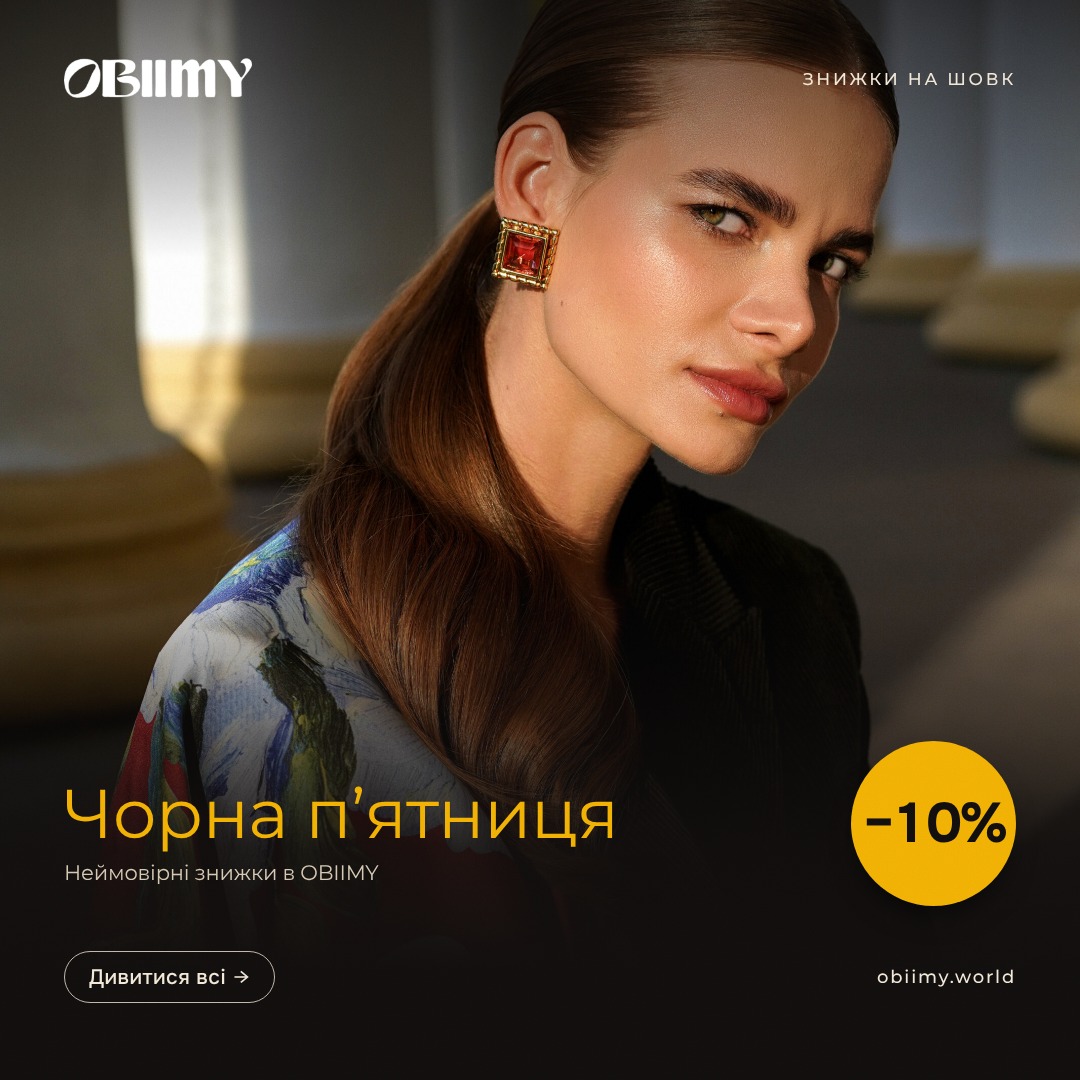 OBIIMY
ЗНИЖКИ НА ШОВК
Чорна п’ятниця
Неймовірні знижки в OBIIMY
-10%
Дивитися всі →
obiimy.world